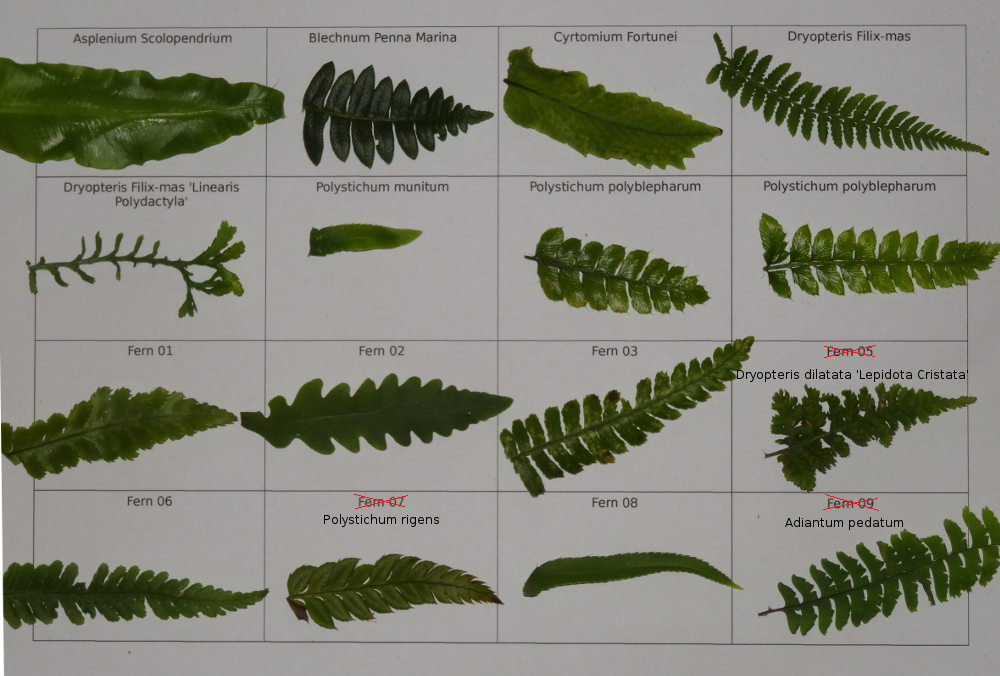 Asplenium Scolopendrium
Blechnum Penna Marina
Cyrtomium Fortunei
Dryopteris Filix-mas
Dryopteris Filix-mas 'Linearis
Polydactyla'
Polystichum munitum
Polystichum polyblepharum
Polystichum polyblepharum
Fern 01
Fern 02
Fern 03
Fern 05
Dryopteris dilatata 'Lepidota Cristata'
Fern 06
Fern 07
Polystichum rigens
Fern 08
Fern 09
Adiantum pedatum